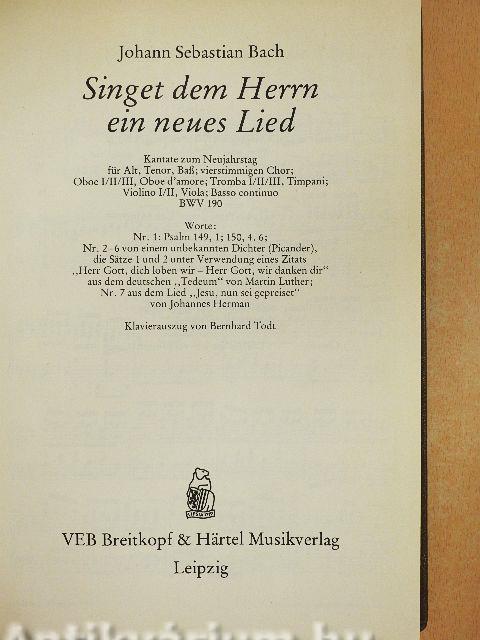 Johann Sebastian Bach
Singet dem Herrn
ein neues Lied
Kantate zum Neujahrstag
für Alt, Tenor, Baß; vierstimmigen Chor;
Oboe I/II/III, Oboe d'amore; Tromba I/II/III, Timpani;
Violino I/II, Viola; Basso continuo
BWV 190
Worte:
Nr. 1: Psalm 149, 1; 150, 4. 6;
Nr. 2–6 von einem unbekannten Dichter (Picander),
die Sätze 1 und 2 unter Verwendung eines Zitats
„Herr Gott, dich loben wir – Herr Gott, wir danken dir“
aus dem deutschen „Tedeum“ von Martin Luther;
Nr. 7 aus dem Lied „Jesu, nun sei gepreiset“
von Johannes Herman
Klavierauszug von Bernhard Todt
VEB Breitkopf & Härtel Musikverlag
Leipzig
Antikvárium.hu